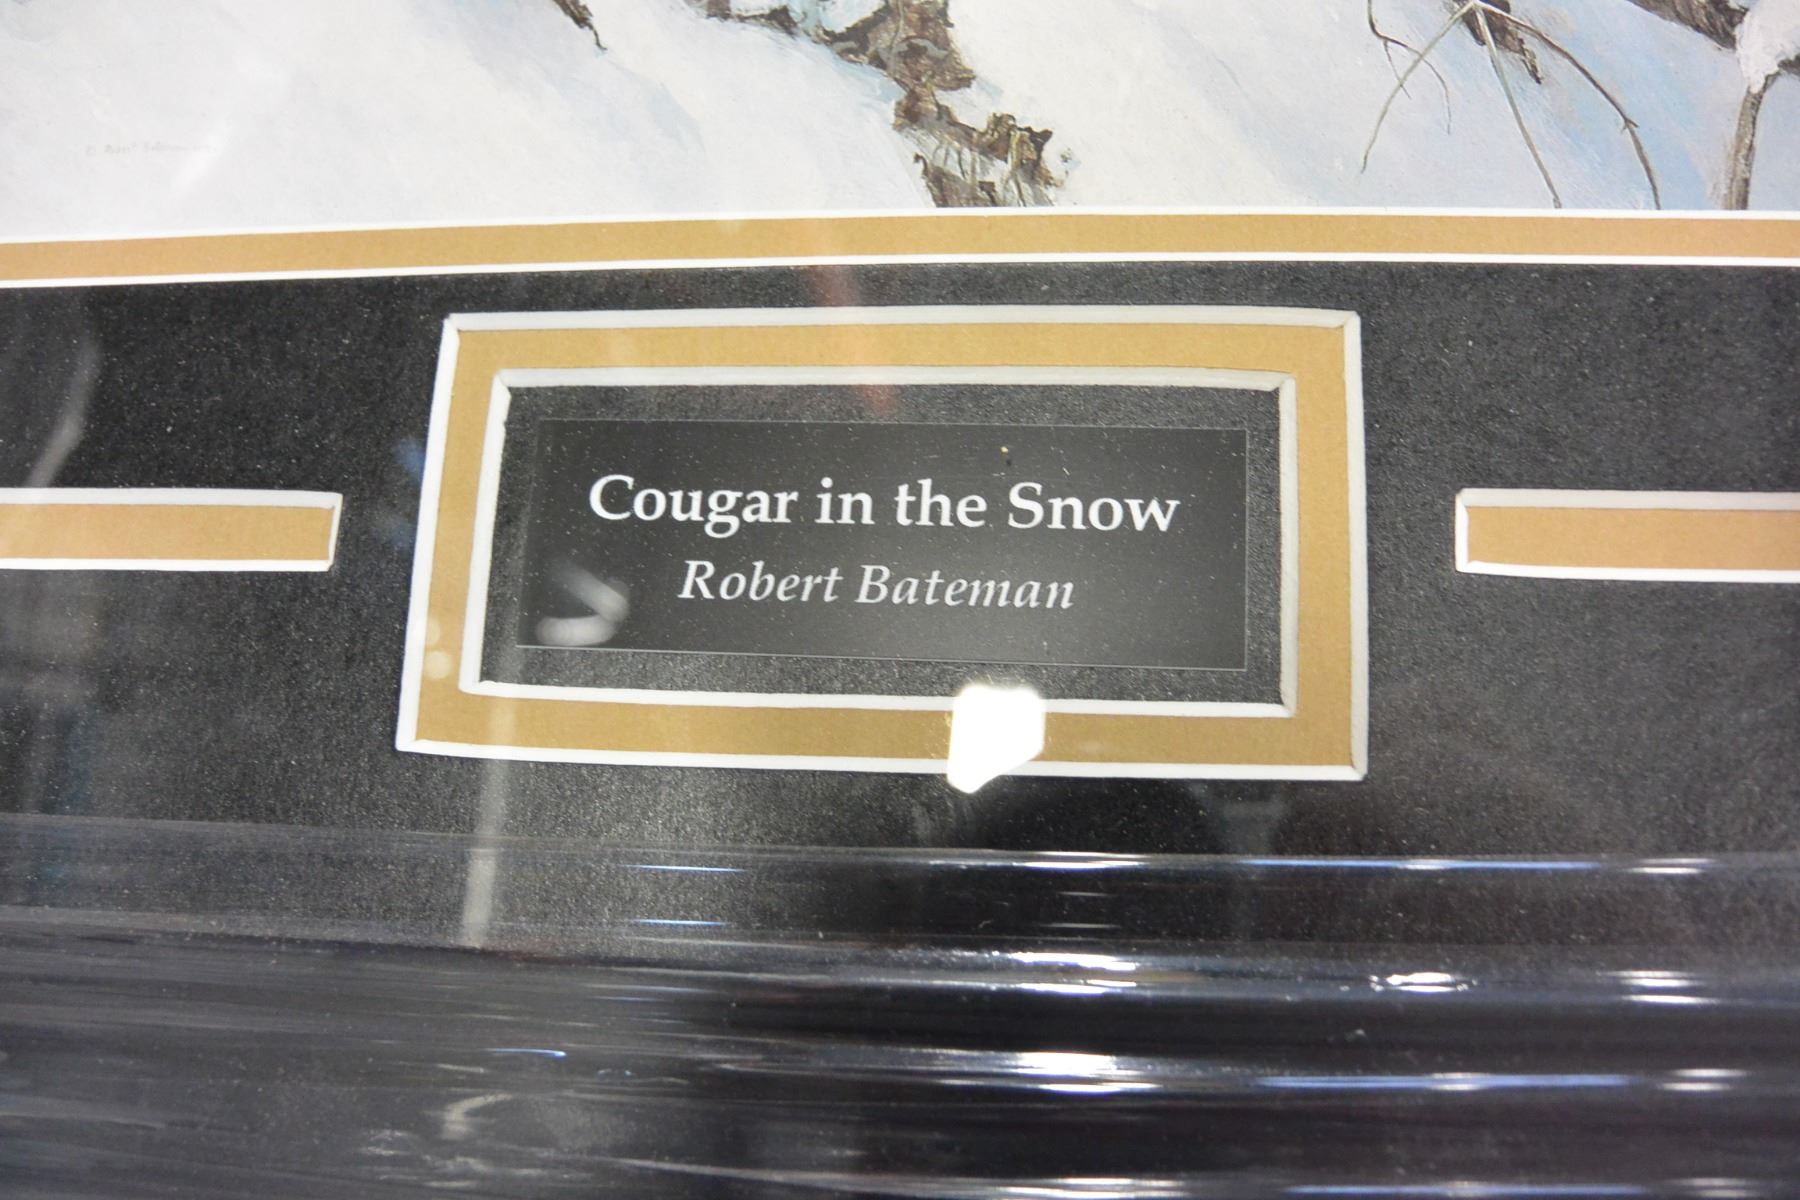 Cougar in the Snow
Robert Bateman